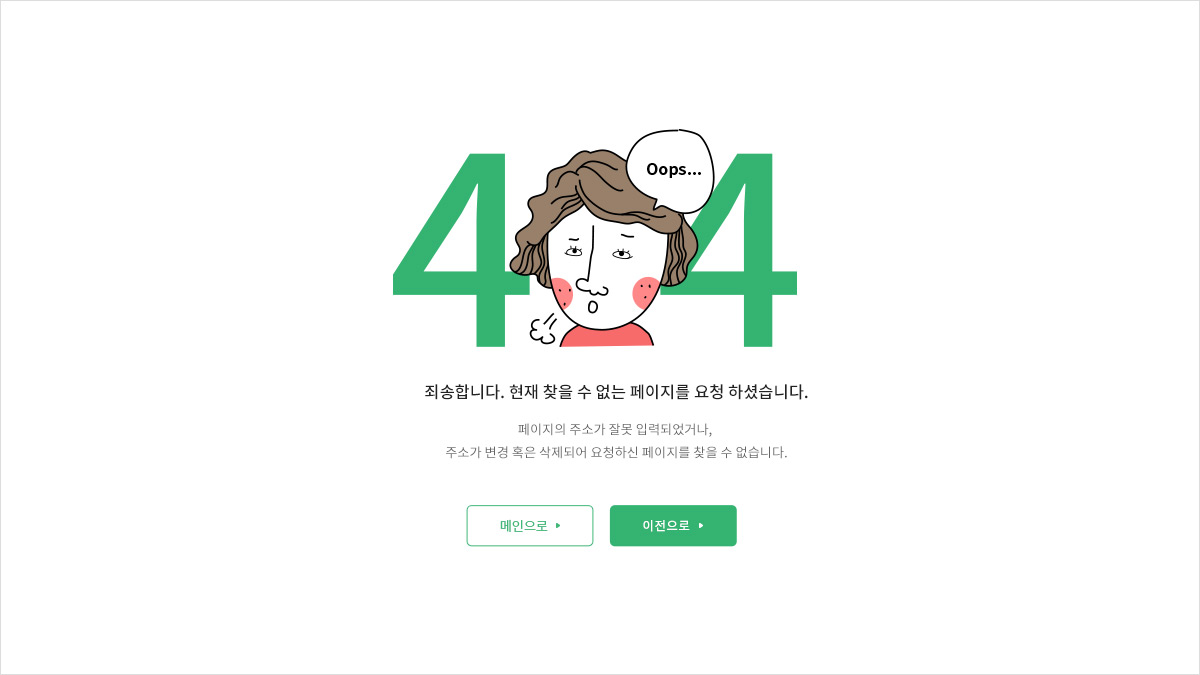 4 4
Oops...
죄송합니다. 현재 찾을 수 없는 페이지를 요청 하셨습니다.
페이지의 주소가 잘못 입력되었거나,
주소가 변경 혹은 삭제되어 요청하신 페이지를 찾을 수 없습니다.
메인으로
이전으로